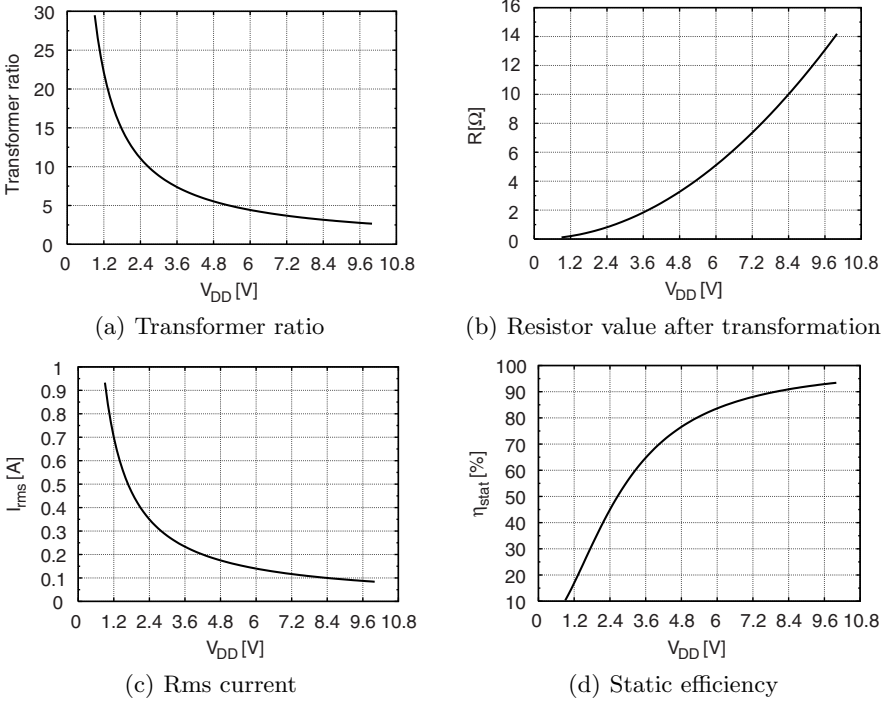 30
25
20
15
10
5
0
Transformer ratio
0 1.2 2.4 3.6 4.8 6 7.2 8.4 9.6 10.8
V_DD [V]
(a) Transformer ratio
16
14
12
10
8
6
4
2
0
R[Ω]
0 1.2 2.4 3.6 4.8 6 7.2 8.4 9.6 10.8
V_DD [V]
(b) Resistor value after transformation
1
0.9
0.8
0.7
0.6
0.5
0.4
0.3
0.2
0.1
0
I_rms [A]
0 1.2 2.4 3.6 4.8 6 7.2 8.4 9.6 10.8
V_DD [V]
(c) Rms current
100
90
80
70
60
50
40
30
20
10
η_stat [%]
0 1.2 2.4 3.6 4.8 6 7.2 8.4 9.6 10.8
V_DD [V]
(d) Static efficiency